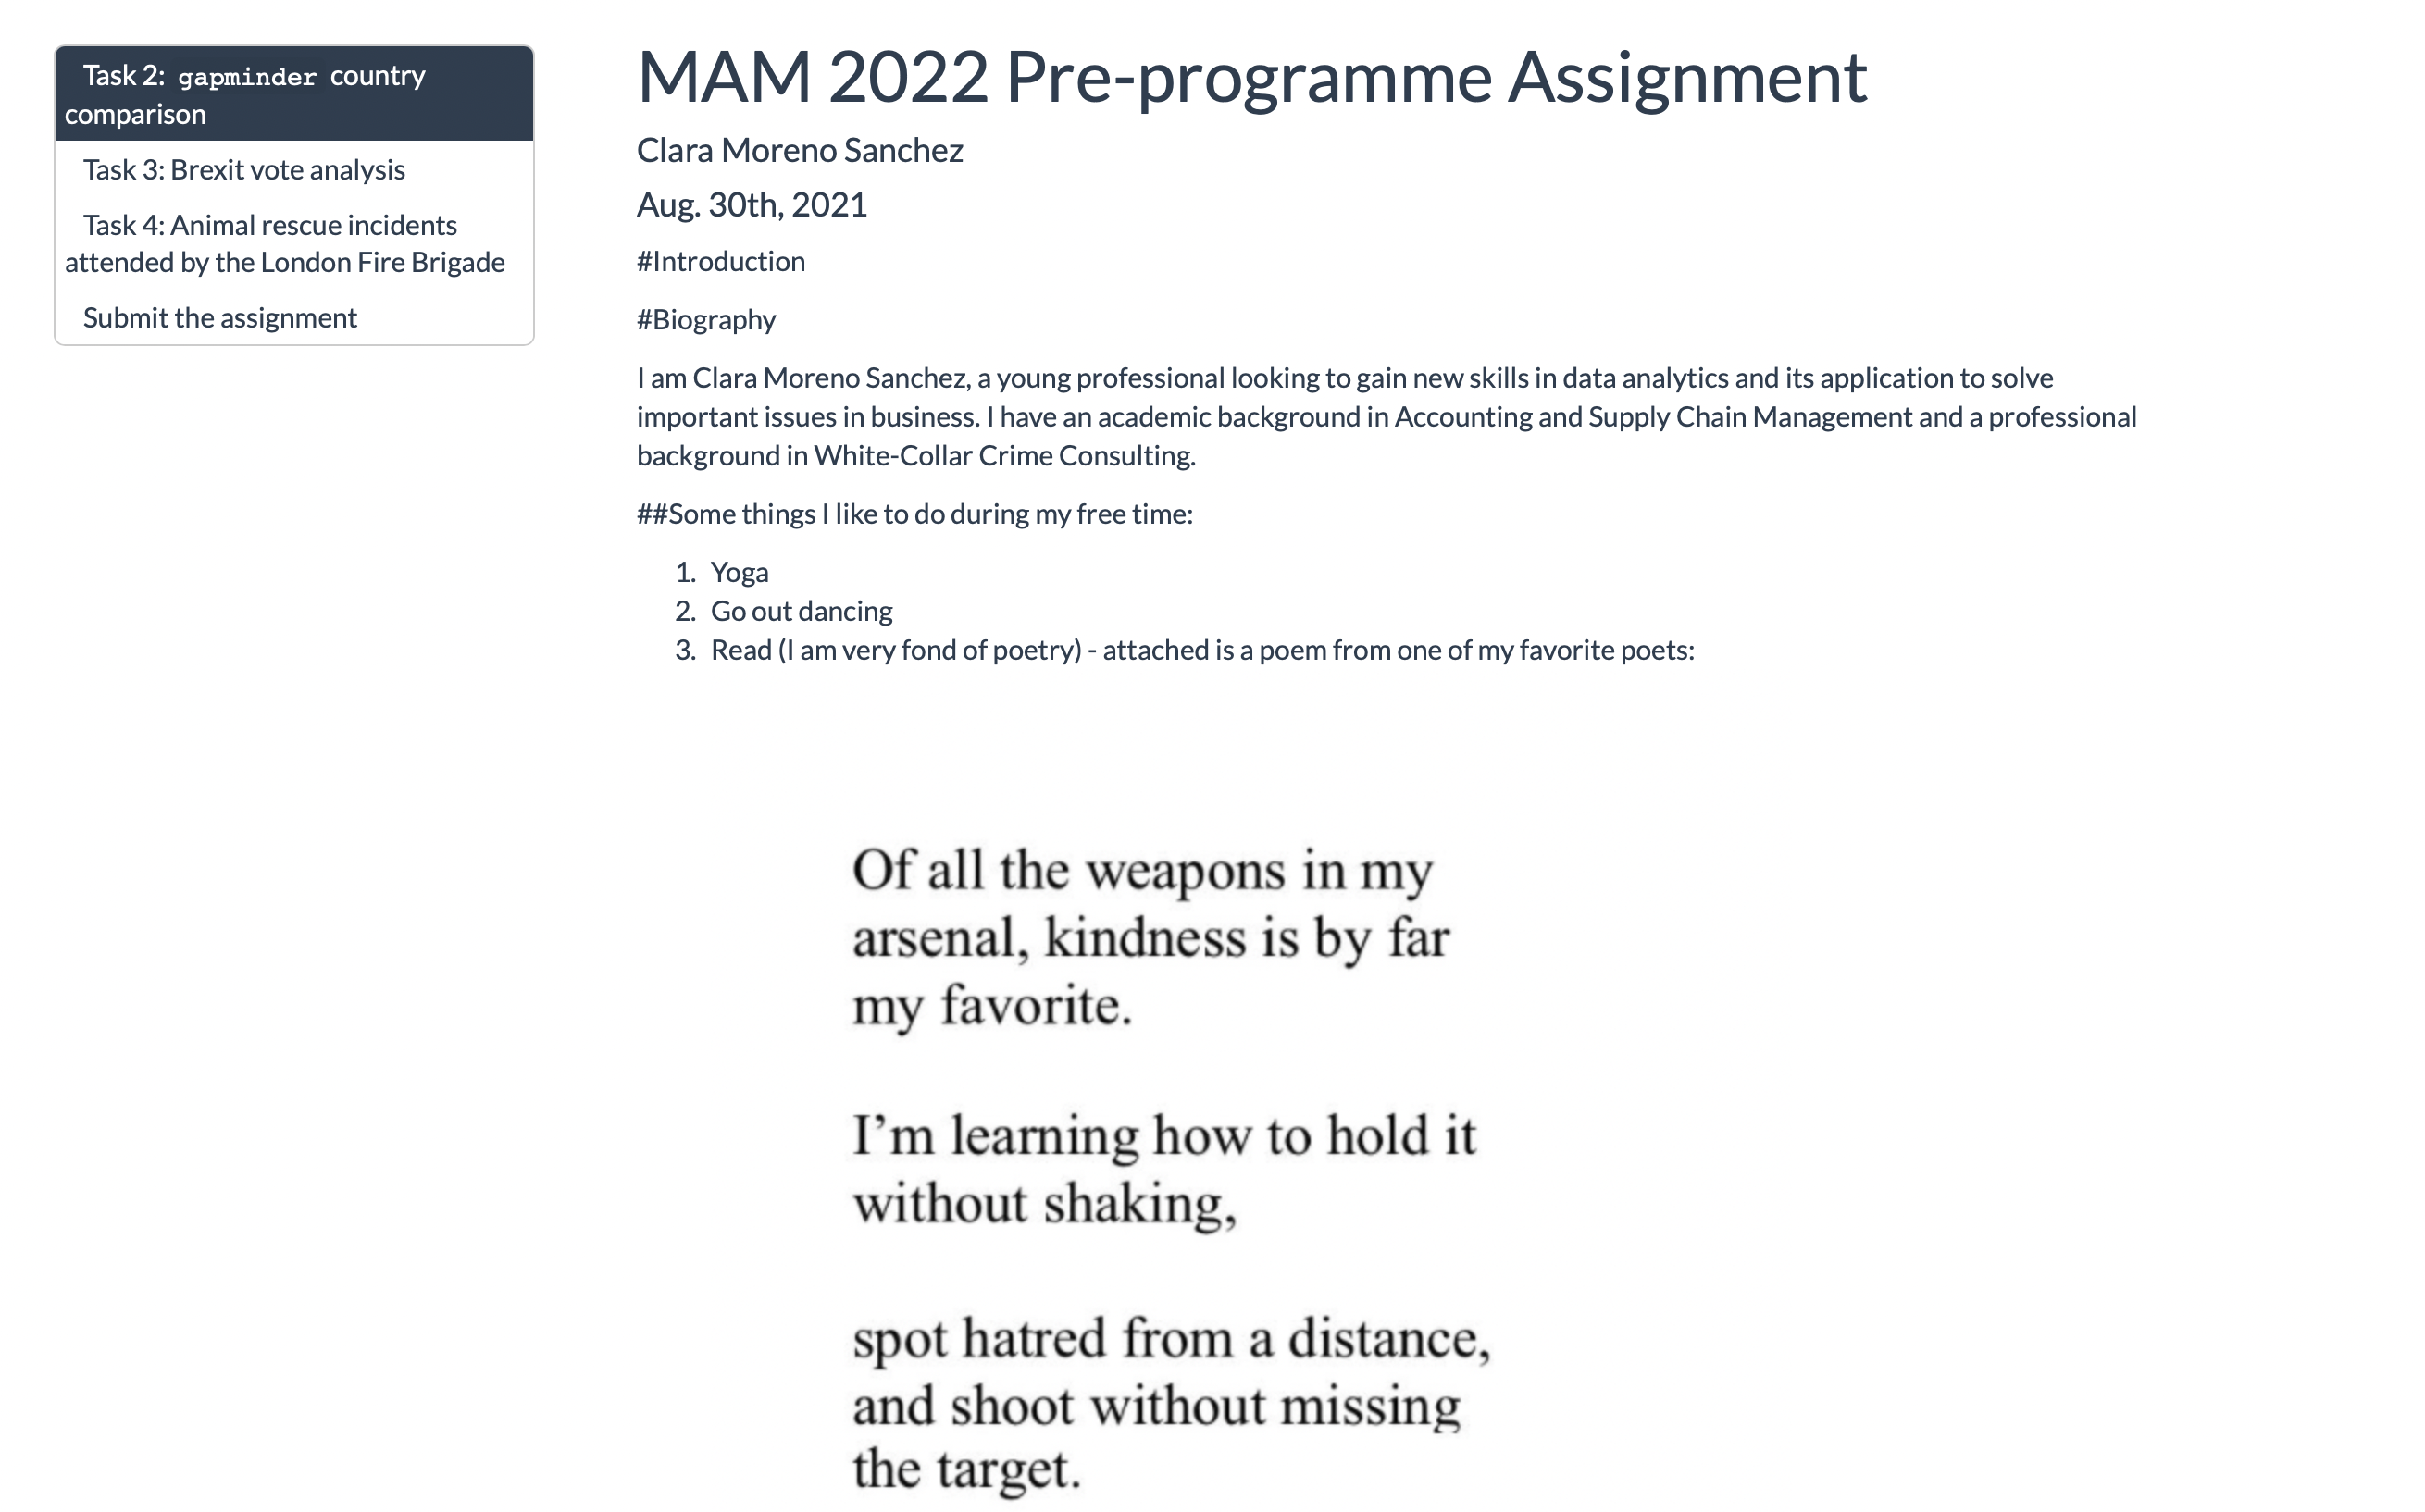 Task 2: gapminder country
comparison
Task 3: Brexit vote analysis
Task 4: Animal rescue incidents
attended by the London Fire Brigade
Submit the assignment
MAM 2022 Pre-programme Assignment
Clara Moreno Sanchez
Aug. 30th, 2021
#Introduction
#Biography
I am Clara Moreno Sanchez, a young professional looking to gain new skills in data analytics and its application to solve
important issues in business. I have an academic background in Accounting and Supply Chain Management and a professional
background in White-Collar Crime Consulting.
##Some things I like to do during my free time:
1. Yoga
2. Go out dancing
3. Read (I am very fond of poetry) - attached is a poem from one of my favorite poets:
Of all the weapons in my
arsenal, kindness is by far
my favorite.
I’m learning how to hold it
without shaking,
spot hatred from a distance,
and shoot without missing
the target.